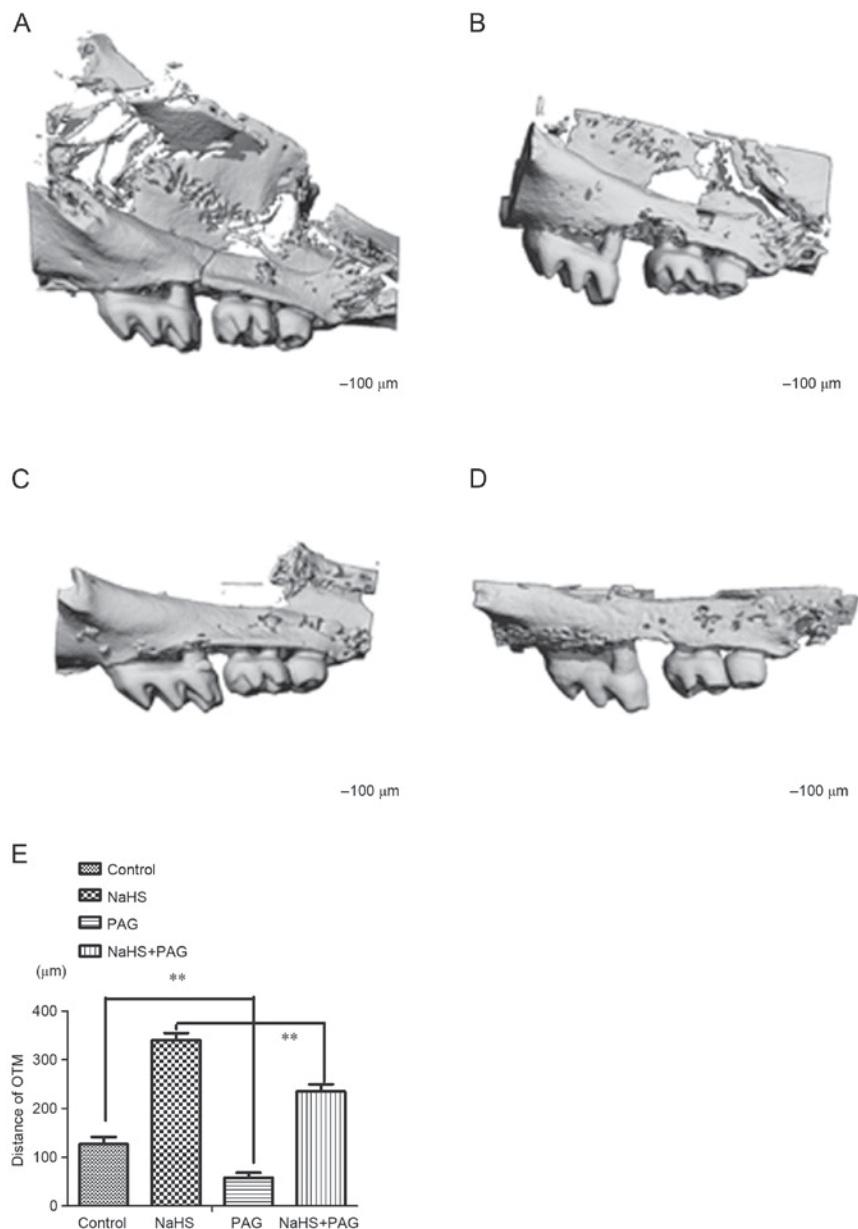 A
B
–100 μm
–100 μm
C
D
–100 μm
–100 μm
E
Control
NaHS
PAG
NaHS+PAG
(μm)
**
**
400
300
200
100
0
Distance of OTM
Control NaHS PAG NaHS+PAG